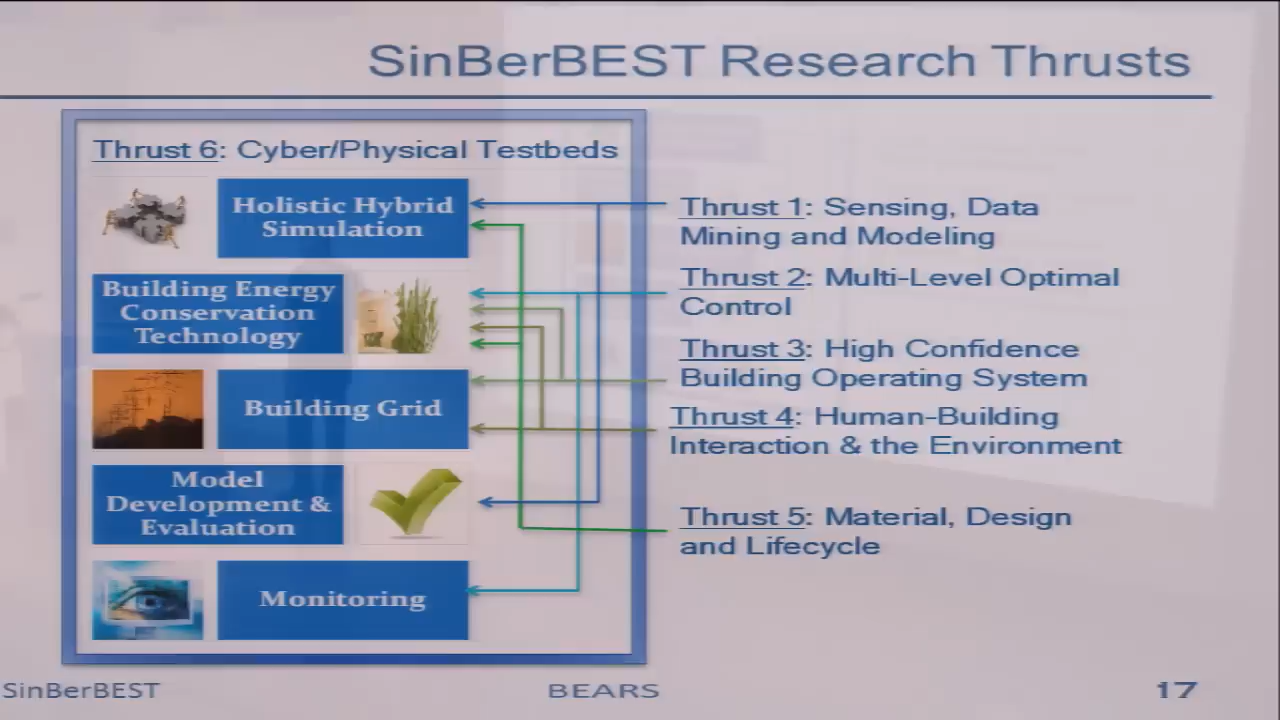 SinBerBEST Research Thrusts
Thrust 6: Cyber/Physical Testbeds
Holistic Hybrid
Simulation
Building Energy
Conservation
Technology
Building Grid
Model
Development &
Evaluation
Monitoring
Thrust 1: Sensing, Data
Mining and Modeling
Thrust 2: Multi-Level Optimal
Control
Thrust 3: High Confidence
Building Operating System
Thrust 4: Human-Building
Interaction & the Environment
Thrust 5: Material, Design
and Lifecycle
SinBerBEST
BEARS
17